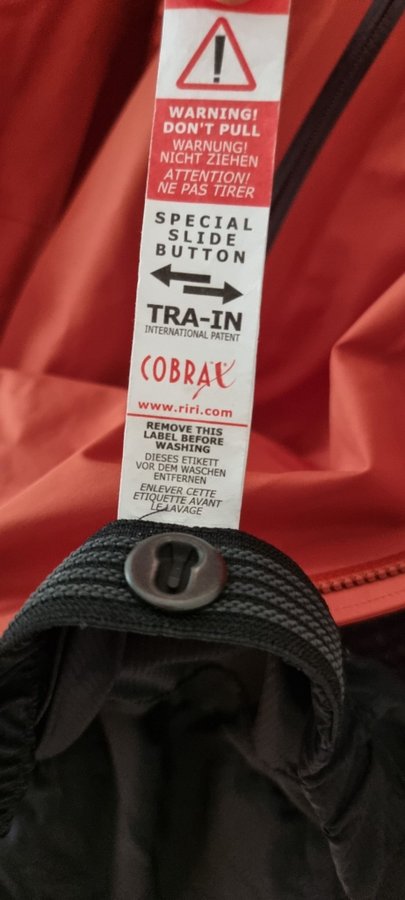 !
WARNING!
DON'T PULL
WARNUNG!
NICHT ZIEHEN
ATTENTION!
NE PAS TIRER
SPECIAL
SLIDE
BUTTON
TRA-IN
INTERNATIONAL PATENT
COBRAX
www.riri.com
REMOVE THIS
LABEL BEFORE
WASHING
DIESES ETIKETT
VOR DEM WASCHEN
ENTFERNEN
ENLEVER CETTE
ETIQUETTE AVANT
LE LAVAGE